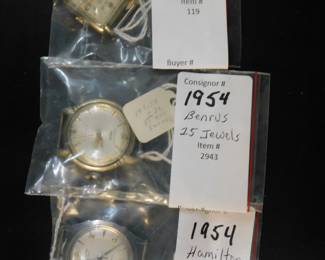 Item #
119
Buyer #
Consignor #
1954
Benrus
25 Jewels
Item #
2943
1954
Hamilton